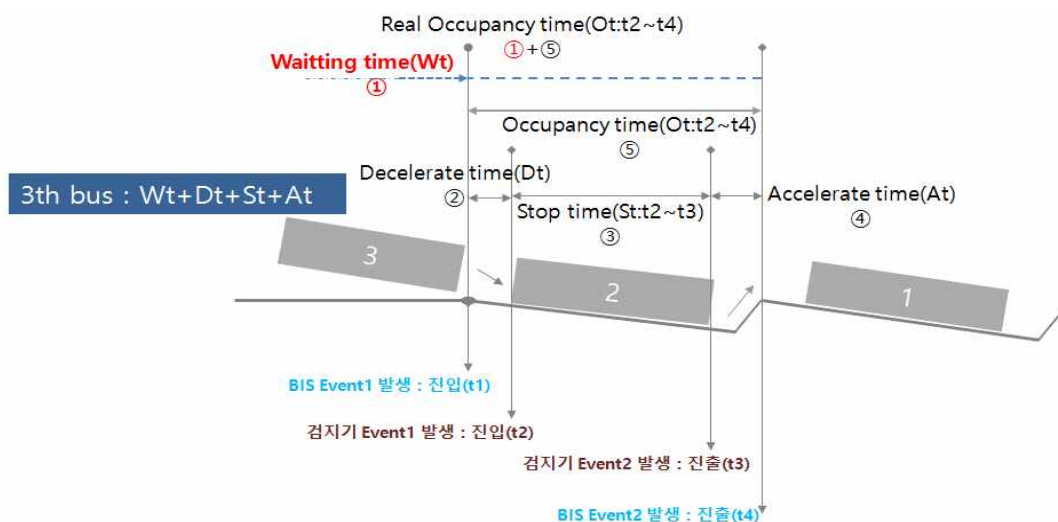 Real Occupancy time(Ot:t2~t4)
①+⑤
Waitting time(Wt)
①
Occupancy time(Ot:t2~t4)
⑤
Decelerate time(Dt)
②
3th bus : Wt+Dt+St+At
Stop time(St:t2~t3)
③
Accelerate time(At)
④
3
2
1
BIS Event1 발생 : 진입(t1)
검지기 Event1 발생 : 진입(t2)
검지기 Event2 발생 : 진출(t3)
BIS Event2 발생 : 진출(t4)